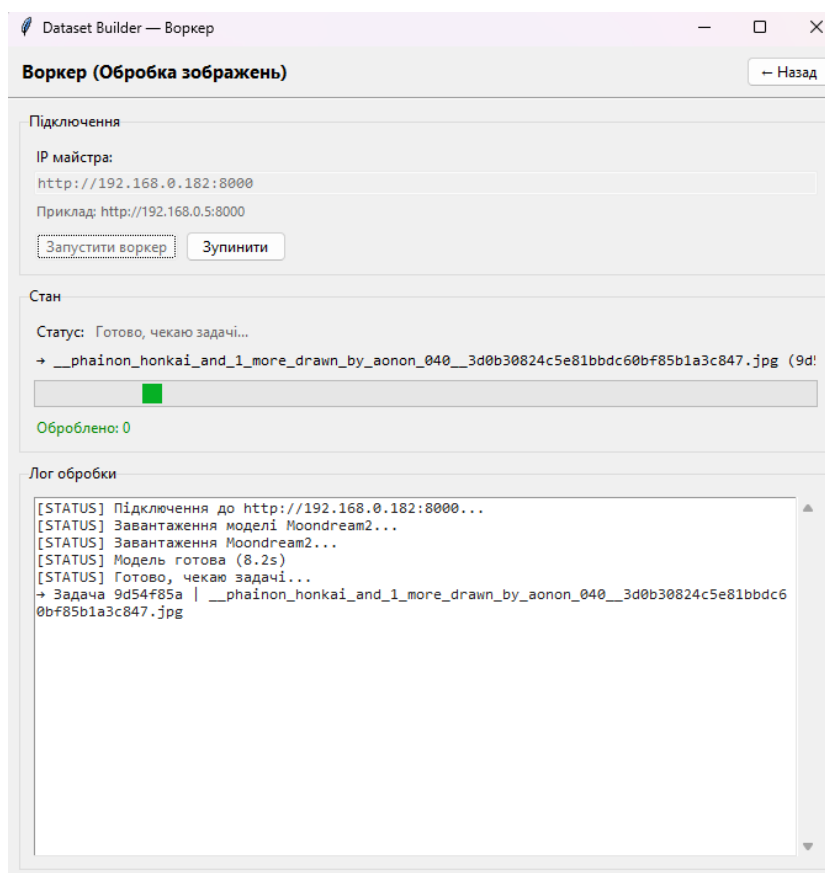 Dataset Builder — Воркер
Воркер (Обробка зображень)
← Назад
Підключення
IP майстра:
http://192.168.0.182:8000
Приклад: http://192.168.0.5:8000
Запустити воркер
Зупинити
Стан
Статус: Готово, чекаю задачі...
→ __phainon_honkai_and_1_more_drawn_by_aonon_040__3d0b30824c5e81bbdc60bf85b1a3c847.jpg (9d
Оброблено: 0
Лог обробки
[STATUS] Підключення до http://192.168.0.182:8000...
[STATUS] Завантаження моделі Moondream2...
[STATUS] Завантаження Moondream2...
[STATUS] Модель готова (8.2s)
[STATUS] Готово, чекаю задачі...
→ Задача 9d54f85a | __phainon_honkai_and_1_more_drawn_by_aonon_040__3d0b30824c5e81bbdc6
0bf85b1a3c847.jpg